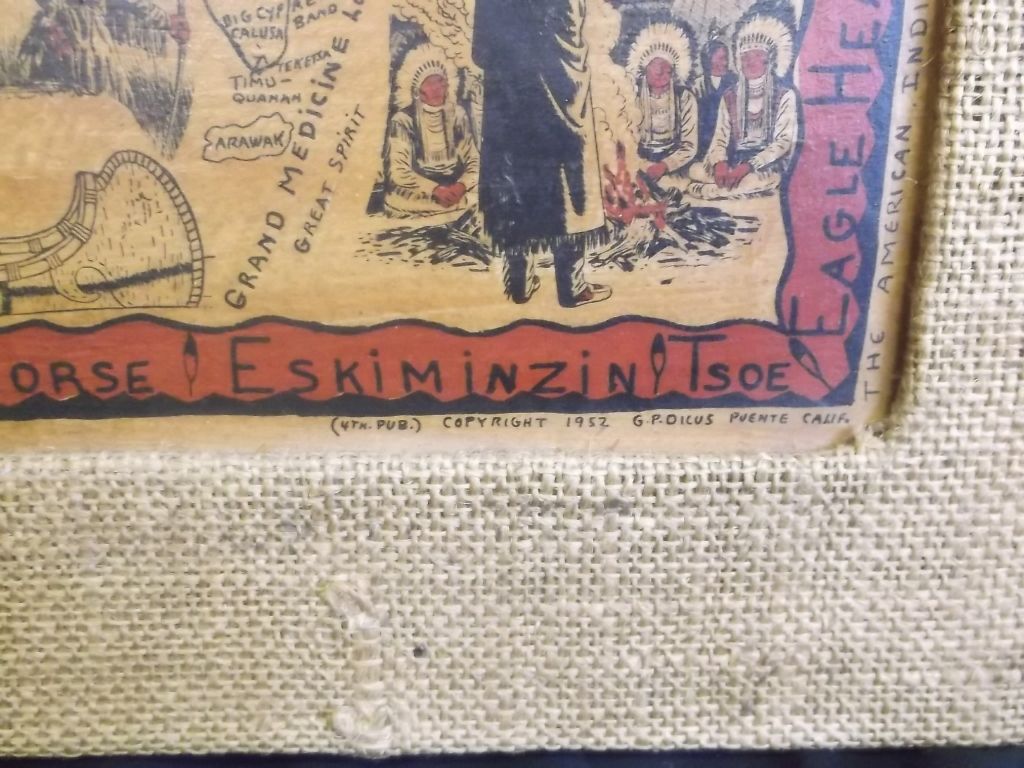 BIG CYP
CALUSA
BAND
TEKESTA
TIMU-
QUANAH
ARAWAK
GRAND MEDICINE
GREAT SPIRIT
EAGLE HEA
THE AMERICAN INDI
ORSE ESKIMINZIN TSOE
(4TH. PUB.) COPYRIGHT 1952 G.P. DICUS PUENTE CALIF.